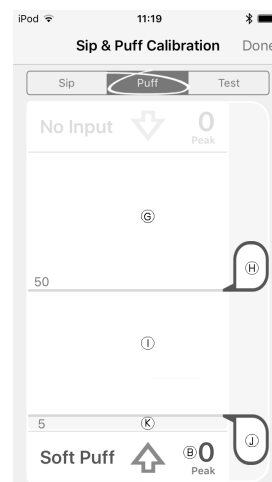 iPod 11:19
Sip & Puff Calibration Done
Sip Puff Test
No Input 0
Peak
Ⓖ
Ⓗ
50
Ⓘ
Ⓙ
5 Ⓚ
Soft Puff Ⓑ 0
Peak